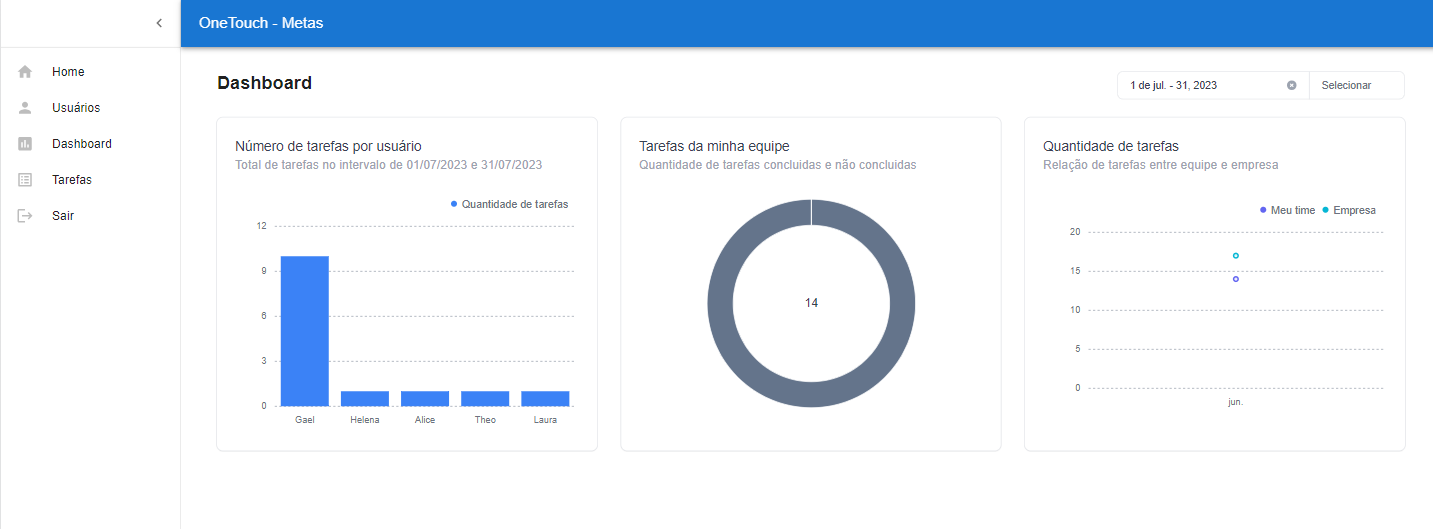 OneTouch - Metas
Home
Usuários
Dashboard
Tarefas
Sair
Dashboard
1 de jul. - 31, 2023
Selecionar
Número de tarefas por usuário
Total de tarefas no intervalo de 01/07/2023 e 31/07/2023
Quantidade de tarefas
12
9
6
3
0
Gael Helena Alice Theo Laura
Tarefas da minha equipe
Quantidade de tarefas concluidas e não concluidas
14
Quantidade de tarefas
Relação de tarefas entre equipe e empresa
Meu time Empresa
20
15
10
5
0
jun.